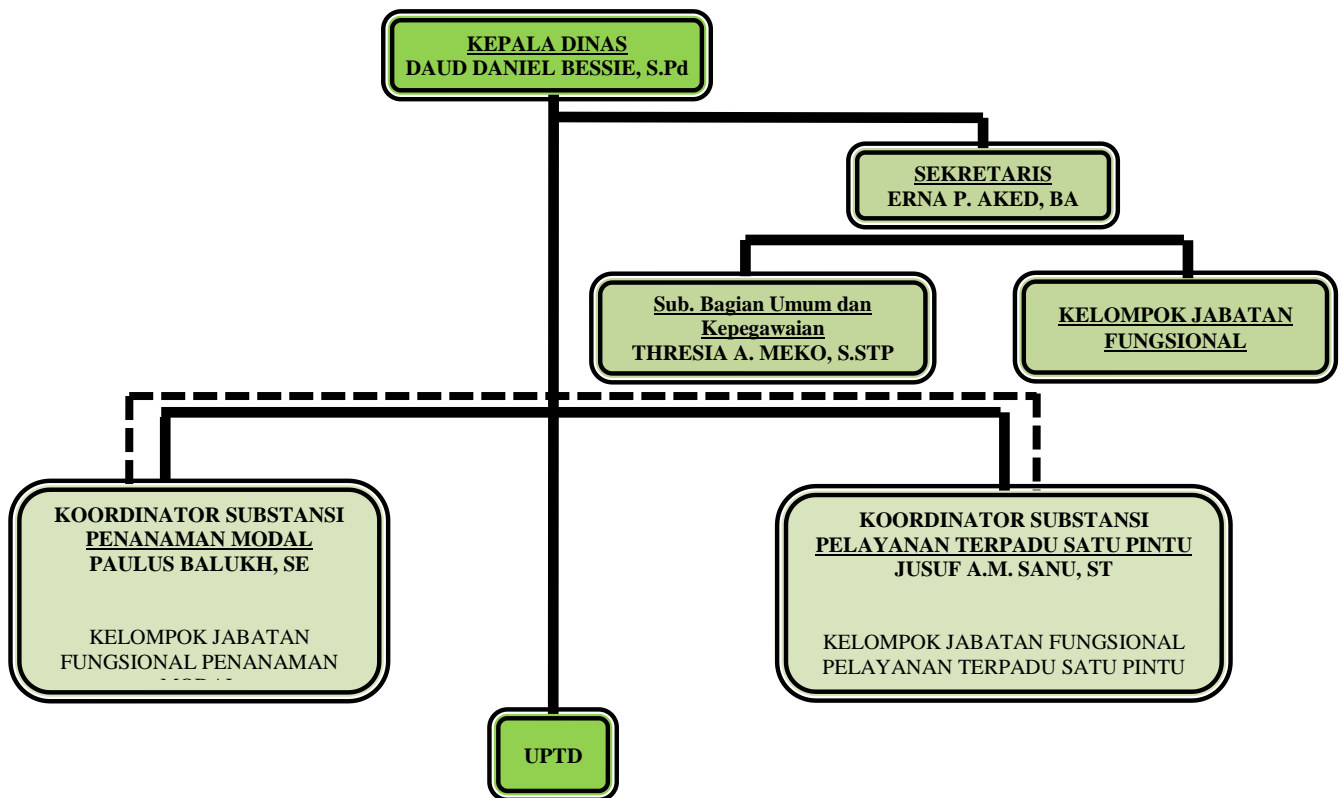 KEPALA DINAS
DAUD DANIEL BESSIE, S.Pd
SEKRETARIS
ERNA P. AKED, BA
Sub. Bagian Umum dan
Kepegawaian
THRESIA A. MEKO, S.STP
KELOMPOK JABATAN
FUNGSIONAL
KOORDINATOR SUBSTANSI
PENANAMAN MODAL
PAULUS BALUKH, SE
KELOMPOK JABATAN
FUNGSIONAL PENANAMAN
KOORDINATOR SUBSTANSI
PELAYANAN TERPADU SATU PINTU
JUSUF A.M. SANU, ST
KELOMPOK JABATAN FUNGSIONAL
PELAYANAN TERPADU SATU PINTU
UPTD